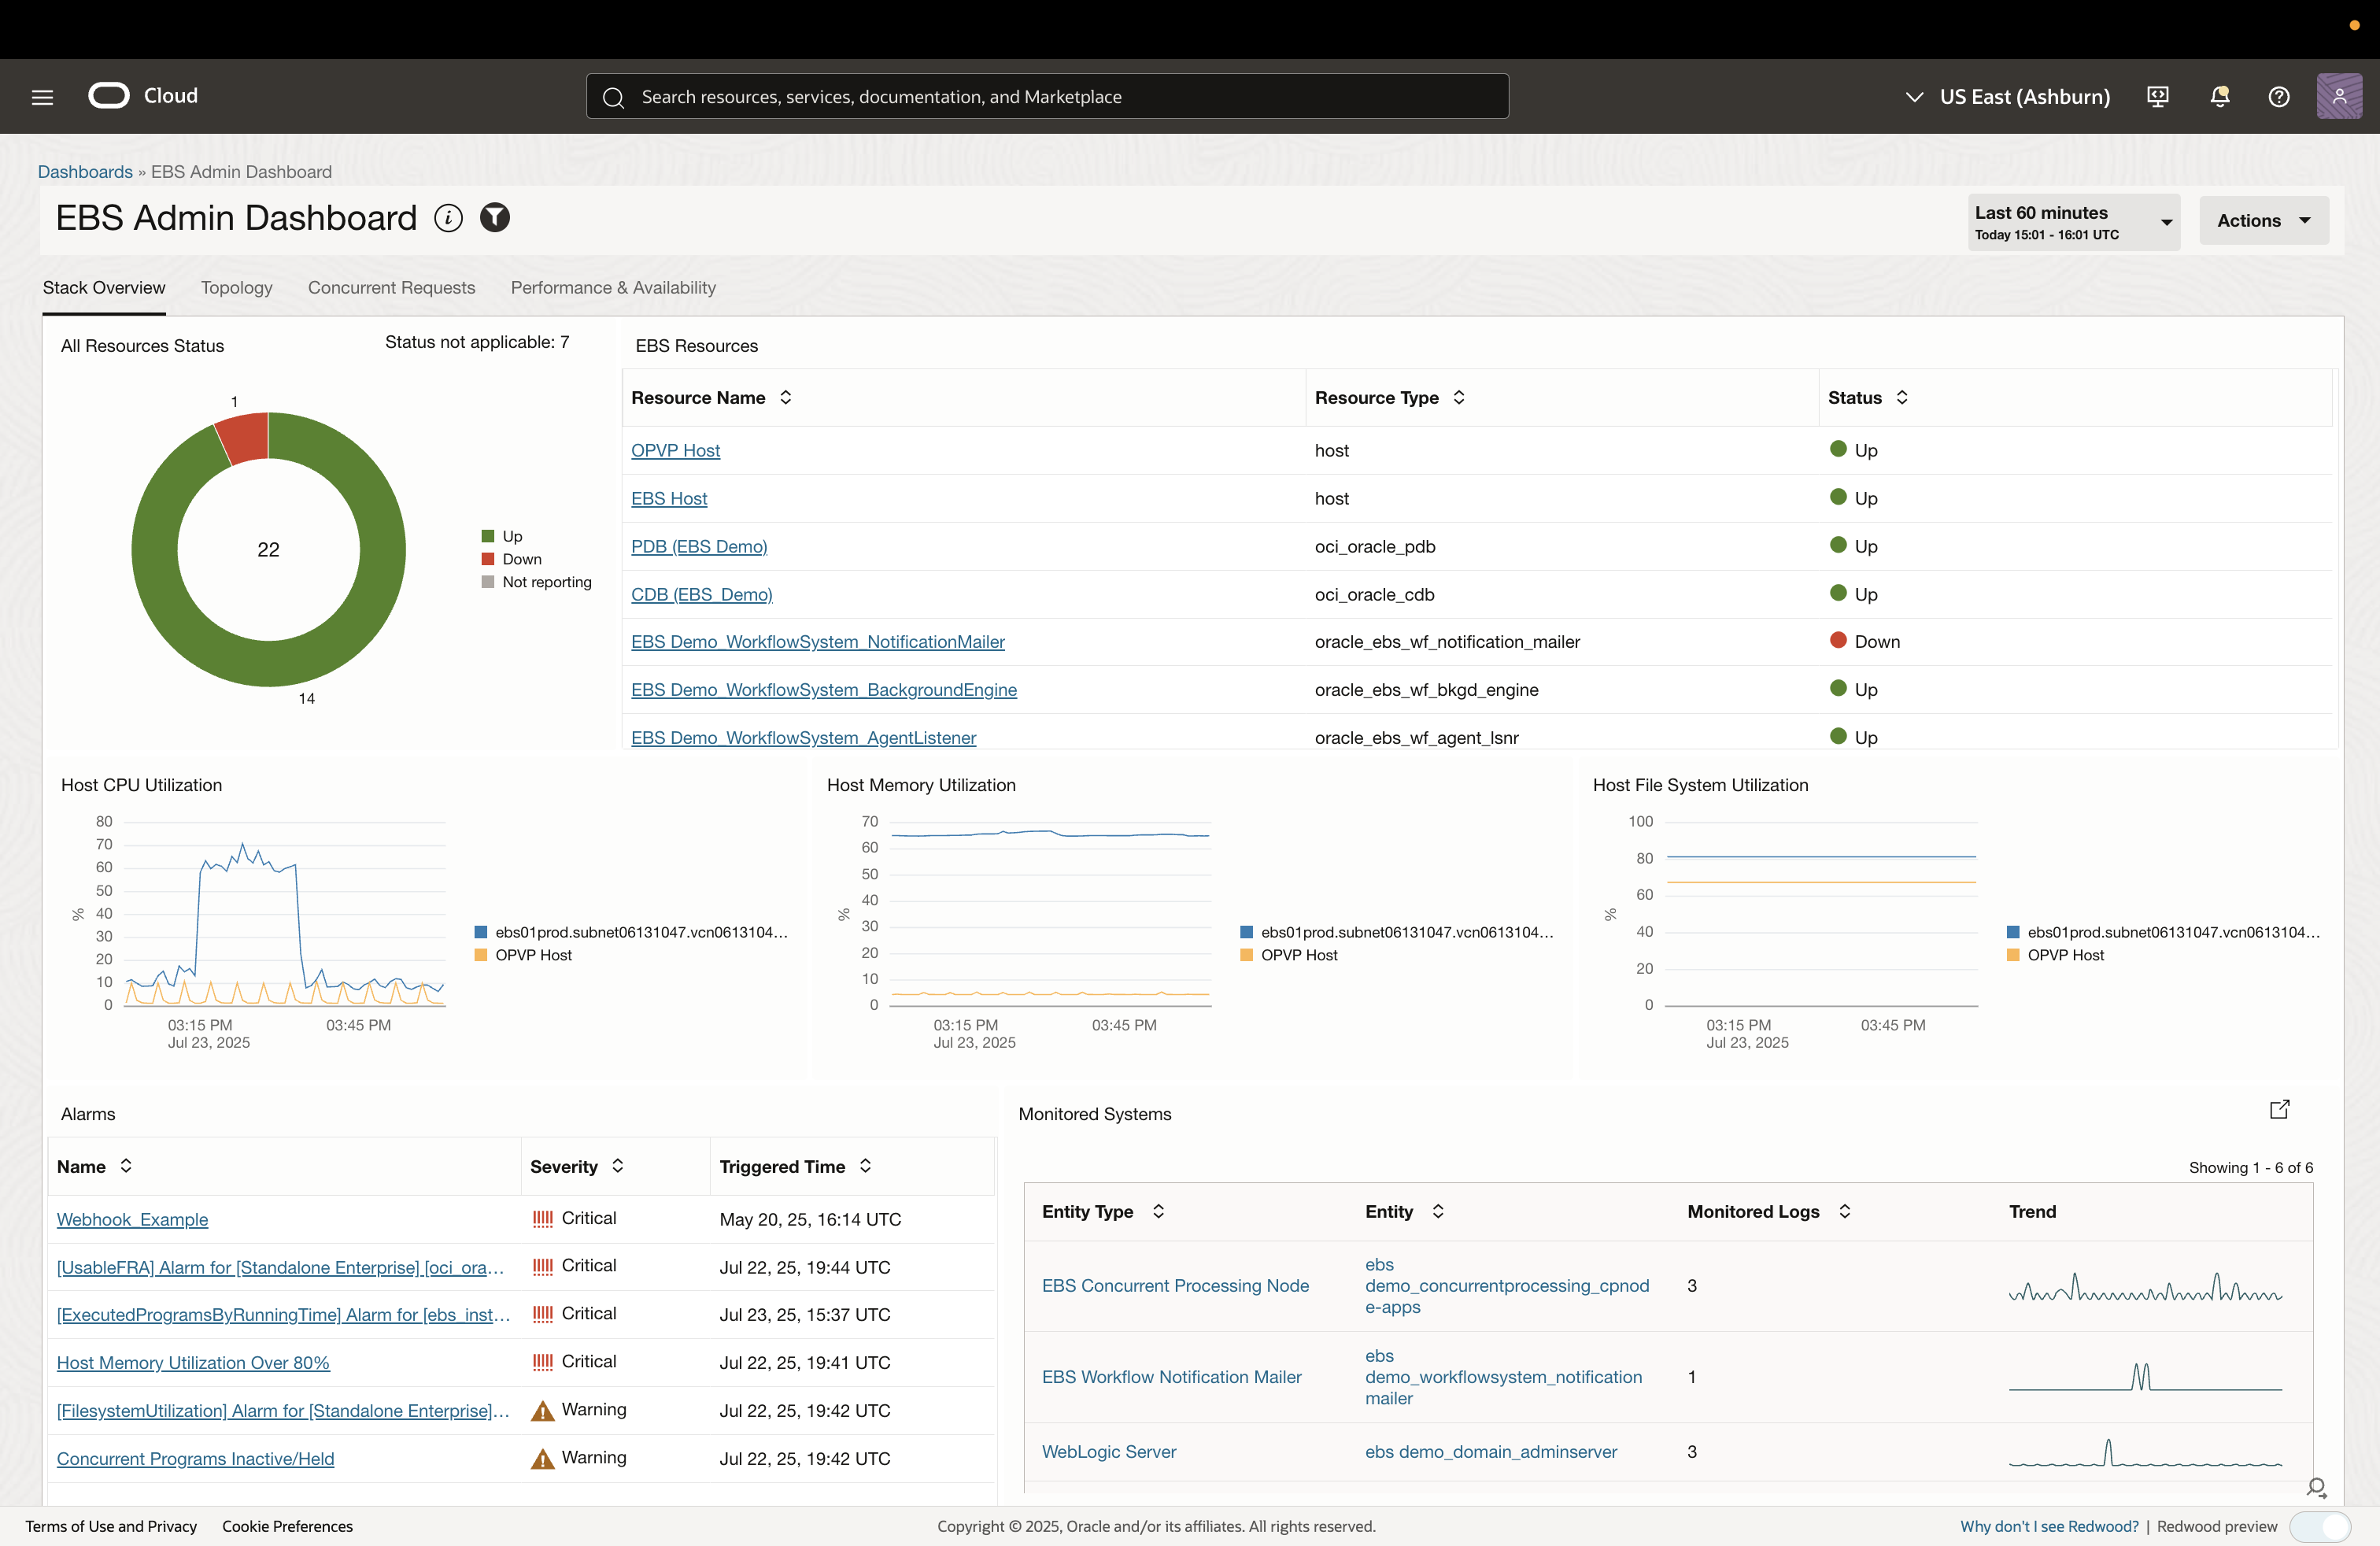 Cloud
Search resources, services, documentation, and Marketplace
US East (Ashburn)
Dashboards » EBS Admin Dashboard
EBS Admin Dashboard
Last 60 minutes
Today 15:01 - 16:01 UTC
Actions
Stack Overview
Topology
Concurrent Requests
Performance & Availability
All Resources Status
Status not applicable: 7
1
22
14
Up
Down
Not reporting
EBS Resources
Resource Name
Resource Type
Status
OPVP Host
host
Up
EBS Host
host
Up
PDB (EBS Demo)
oci_oracle_pdb
Up
CDB (EBS_Demo)
oci_oracle_cdb
Up
EBS Demo_WorkflowSystem_NotificationMailer
oracle_ebs_wf_notification_mailer
Down
EBS Demo_WorkflowSystem_BackgroundEngine
oracle_ebs_wf_bkgd_engine
Up
EBS Demo_WorkflowSystem_AgentListener
oracle_ebs_wf_agent_lsnr
Up
Host CPU Utilization
80
70
60
50
40
30
20
10
0
%
03:15 PM
Jul 23, 2025
03:45 PM
ebs01prod.subnet06131047.vcn0613104...
OPVP Host
Host Memory Utilization
70
60
50
40
30
20
10
0
%
03:15 PM
Jul 23, 2025
03:45 PM
ebs01prod.subnet06131047.vcn0613104...
OPVP Host
Host File System Utilization
100
80
60
40
20
0
%
03:15 PM
Jul 23, 2025
03:45 PM
ebs01prod.subnet06131047.vcn0613104...
OPVP Host
Alarms
Name
Severity
Triggered Time
Webhook_Example
Critical
May 20, 25, 16:14 UTC
[UsableFRA] Alarm for [Standalone Enterprise] [oci_ora...
Critical
Jul 22, 25, 19:44 UTC
[ExecutedProgramsByRunningTime] Alarm for [ebs_inst...
Critical
Jul 23, 25, 15:37 UTC
Host Memory Utilization Over 80%
Critical
Jul 22, 25, 19:41 UTC
[FilesystemUtilization] Alarm for [Standalone Enterprise]...
Warning
Jul 22, 25, 19:42 UTC
Concurrent Programs Inactive/Held
Warning
Jul 22, 25, 19:42 UTC
Monitored Systems
Showing 1 - 6 of 6
Entity Type
Entity
Monitored Logs
Trend
EBS Concurrent Processing Node
ebs
demo_concurrentprocessing_cpnod
e-apps
3
EBS Workflow Notification Mailer
ebs
demo_workflowsystem_notification
mailer
1
WebLogic Server
ebs demo_domain_adminserver
3
Terms of Use and Privacy
Cookie Preferences
Copyright © 2025, Oracle and/or its affiliates. All rights reserved.
Why don't I see Redwood? | Redwood preview